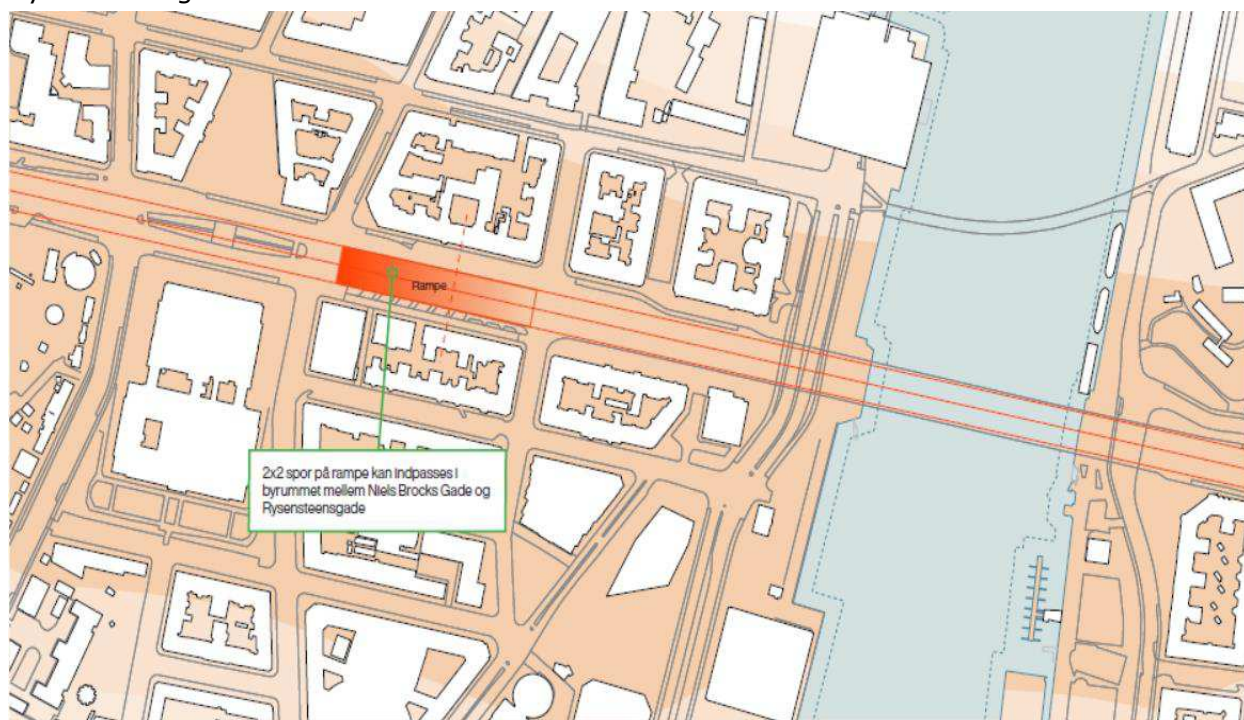 Rampe
2x2 spor på rampe kan indpasses i
byrummet mellem Niels Brocks Gade og
Rysensteensgade